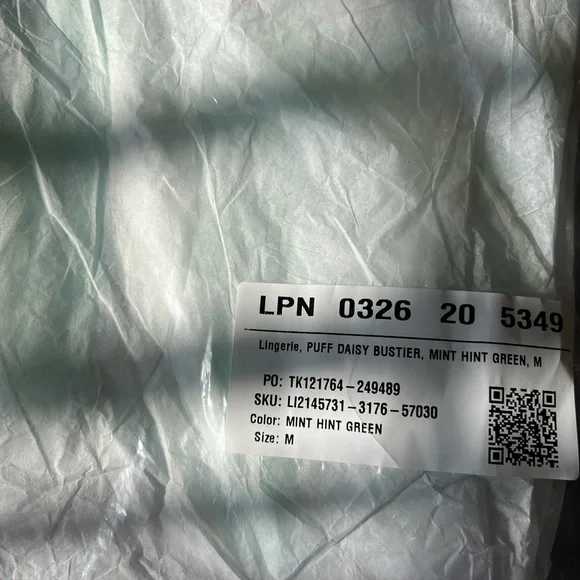 LPN 0326 20 5349
Lingerie, PUFF DAISY BUSTIER, MINT HINT GREEN, M
PO: TK121764-249489
SKU: LI2145731-3176-57030
Color: MINT HINT GREEN
Size: M